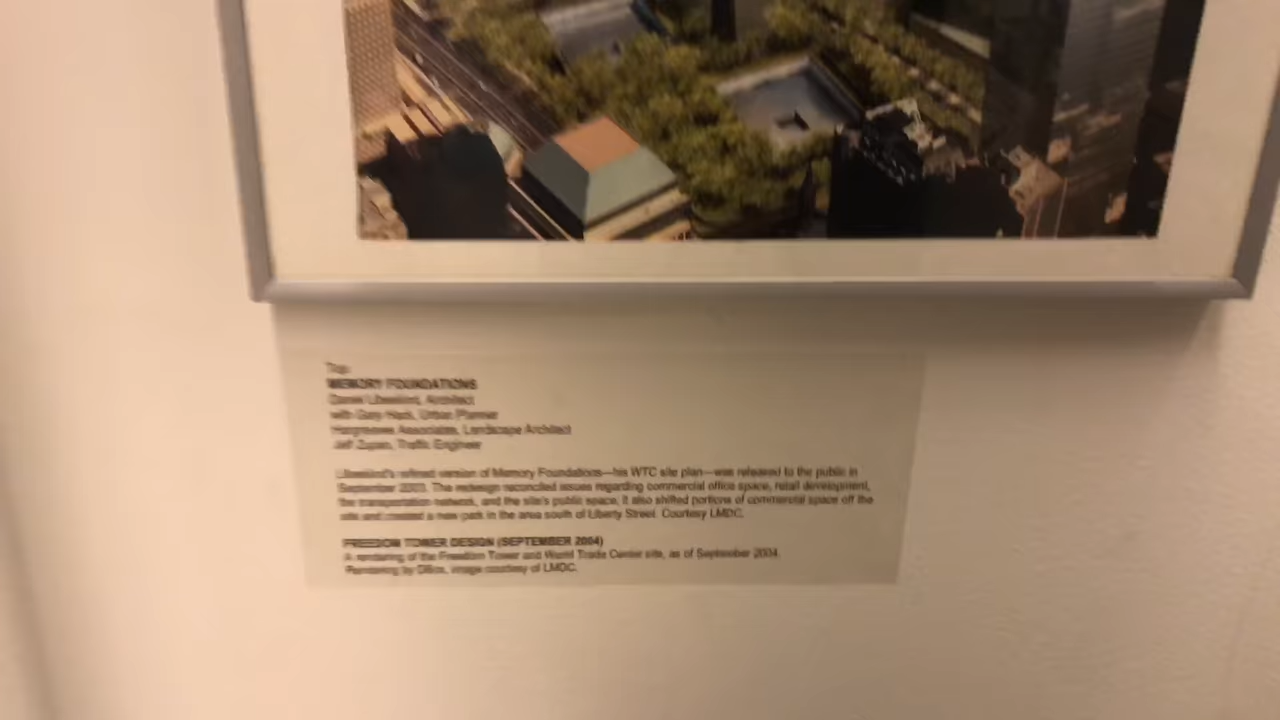 Top:
MEMORY FOUNDATIONS
Daniel Libeskind, Architect
with Gary Hack, Urban Planner
Hargreaves Associates, Landscape Architect
Jeff Zupan, Traffic Engineer
Libeskind's refined version of Memory Foundations—his WTC site plan—was released to the public in
September 2003. The redesign reconciled issues regarding commercial office space, retail development,
the transportation network, and the site's public space; it also shifted portions of commercial space off the
site and created a new park in the area south of Liberty Street. Courtesy LMDC.
FREEDOM TOWER DESIGN (SEPTEMBER 2004)
A rendering of the Freedom Tower and World Trade Center site, as of September 2004.
Rendering by DBox, image courtesy of LMDC.